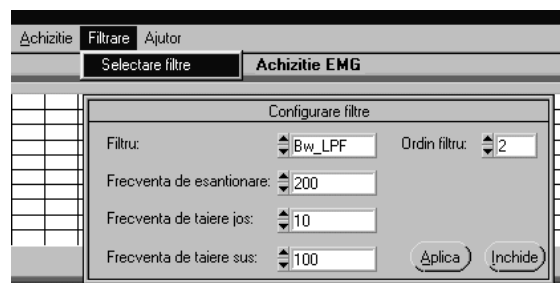 Achizitie Filtrare Ajutor
Selectare filtre Achizitie EMG
Configurare filtre
Filtru: Bw_LPF Ordin filtru: 2
Frecventa de esantionare: 200
Frecventa de taiere jos: 10
Frecventa de taiere sus: 100 Aplica Inchide